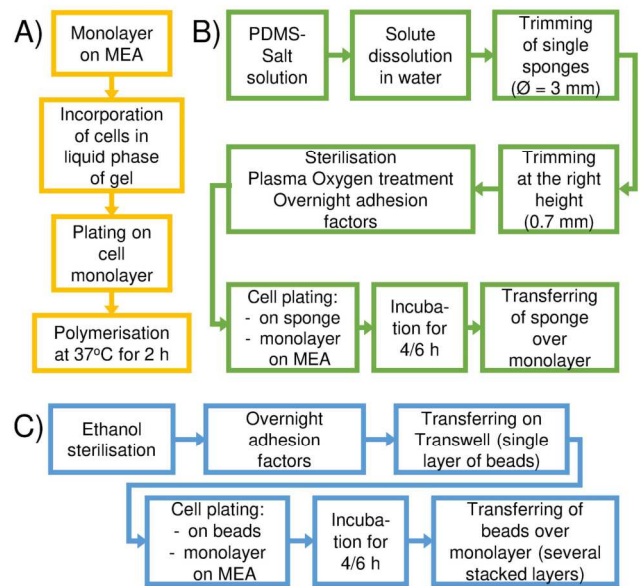 A)
Monolayer
on MEA
Incorporation
of cells in
liquid phase
of gel
Plating on
cell
monolayer
Polymerisation
at 37ºC for 2 h
B)
PDMS-
Salt
solution
Solute
dissolution
in water
Trimming
of single
sponges
(Ø = 3 mm)
Trimming
at the right
height
(0.7 mm)
Sterilisation
Plasma Oxygen treatment
Overnight adhesion
factors
Cell plating:
- on sponge
- monolayer
on MEA
Incuba-
tion for
4/6 h
Transferring
of sponge
over
monolayer
C)
Ethanol
sterilisation
Overnight
adhesion
factors
Transferring on
Transwell (single
layer of beads)
Cell plating:
- on beads
- monolayer
on MEA
Incuba-
tion for
4/6 h
Transferring of
beads over
monolayer (several
stacked layers)